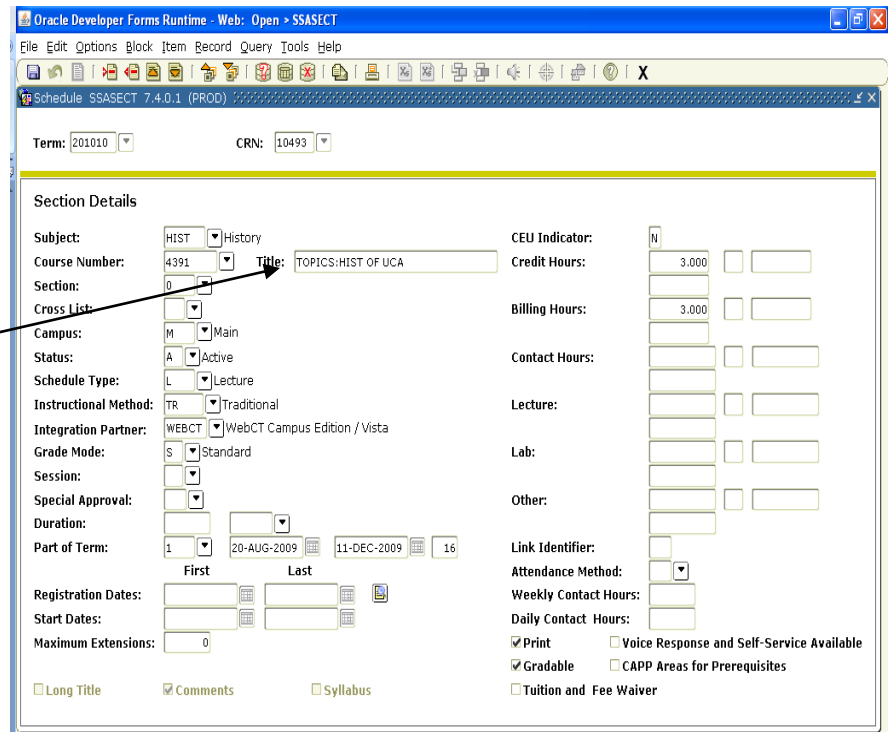 Oracle Developer Forms Runtime - Web: Open > SSASECT
File Edit Options Block Item Record Query Tools Help
X
Schedule SSASECT 7.4.0.1 (PROD)
Term: 201010 CRN: 10493
Section Details
Subject: HIST History CEU Indicator: N
Course Number: 4391 Title: TOPICS:HIST OF UCA Credit Hours: 3.000
Section: 0
Cross List: Billing Hours: 3.000
Campus: M Main
Status: A Active Contact Hours:
Schedule Type: L Lecture
Instructional Method: TR Traditional Lecture:
Integration Partner: WEBCT WebCT Campus Edition / Vista
Grade Mode: S Standard Lab:
Session:
Special Approval: Other:
Duration:
Part of Term: 1 20-AUG-2009 11-DEC-2009 16 Link Identifier:
First Last Attendance Method:
Registration Dates: Weekly Contact Hours:
Start Dates: Daily Contact Hours:
Maximum Extensions: 0 Print Voice Response and Self-Service Available
Gradable CAPP Areas for Prerequisites
Long Title Comments Syllabus Tuition and Fee Waiver